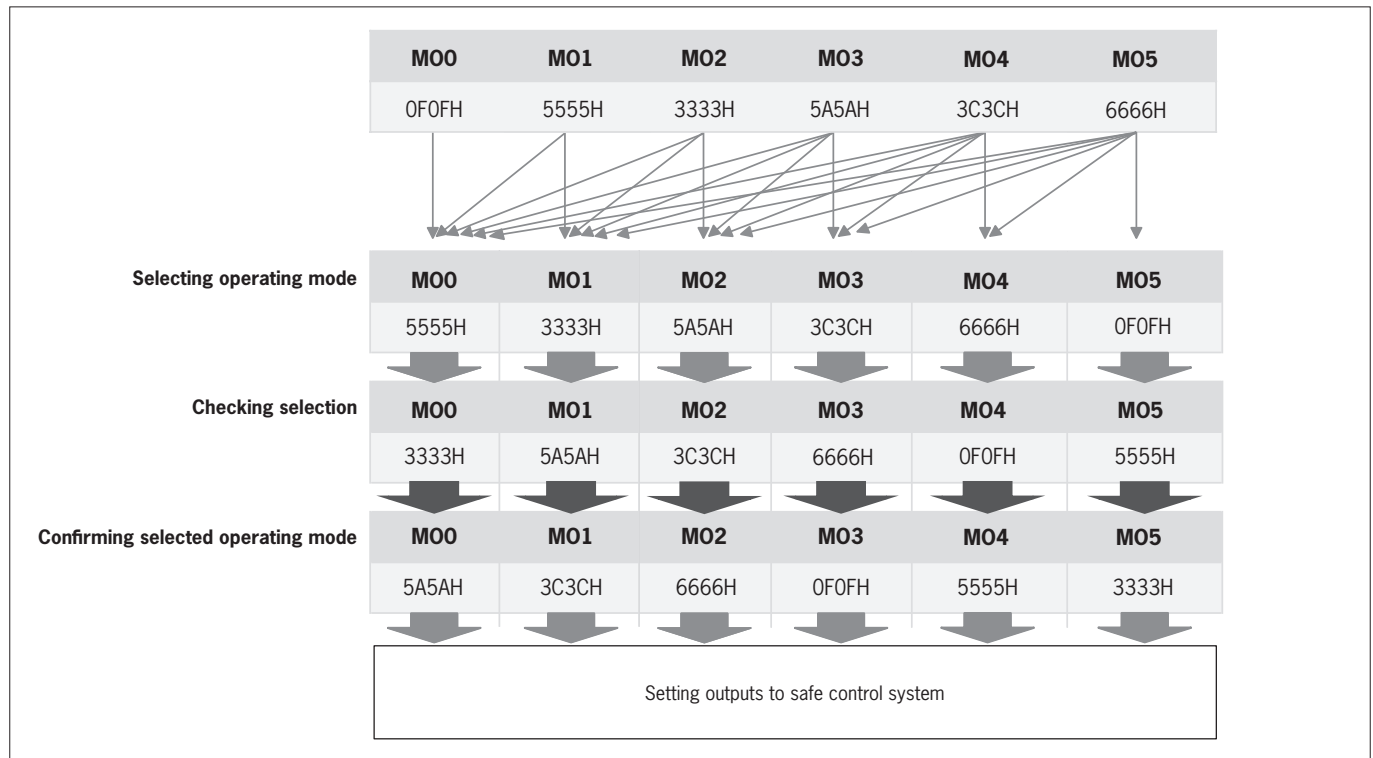 MO0 MO1 MO2 MO3 MO4 MO5
0F0FH 5555H 3333H 5A5AH 3C3CH 6666H
Selecting operating mode MO0 MO1 MO2 MO3 MO4 MO5
5555H 3333H 5A5AH 3C3CH 6666H 0F0FH
Checking selection MO0 MO1 MO2 MO3 MO4 MO5
3333H 5A5AH 3C3CH 6666H 0F0FH 5555H
Confirming selected operating mode MO0 MO1 MO2 MO3 MO4 MO5
5A5AH 3C3CH 6666H 0F0FH 5555H 3333H
Setting outputs to safe control system